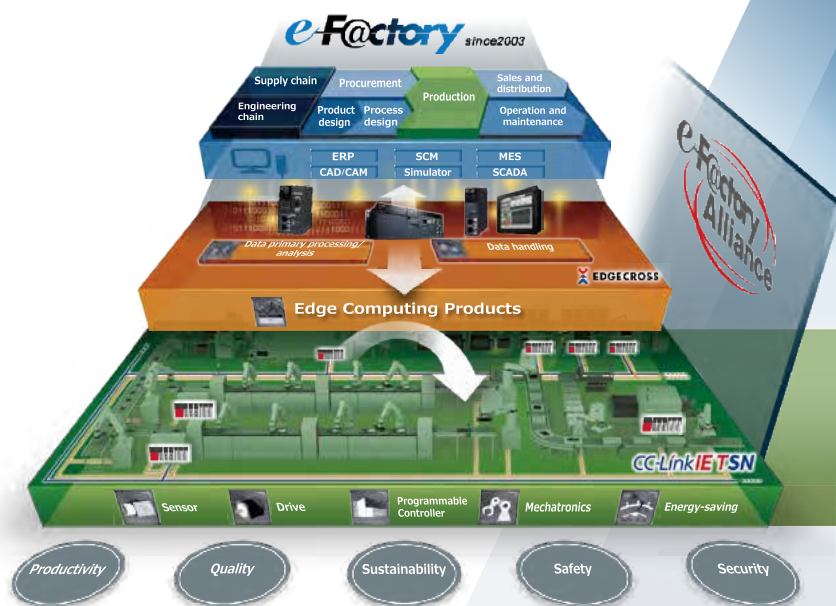 e-F@ctory since2003
Supply chain
Procurement
Production
Sales and
distribution
Engineering
chain
Product
design
Process
design
Operation and
maintenance
ERP
SCM
MES
CAD/CAM
Simulator
SCADA
Data primary processing/
analysis
Data handling
EDGECROSS
Edge Computing Products
e-F@ctory
Alliance
CC-Link IE TSN
Sensor
Drive
Programmable
Controller
Mechatronics
Energy-saving
Productivity
Quality
Sustainability
Safety
Security